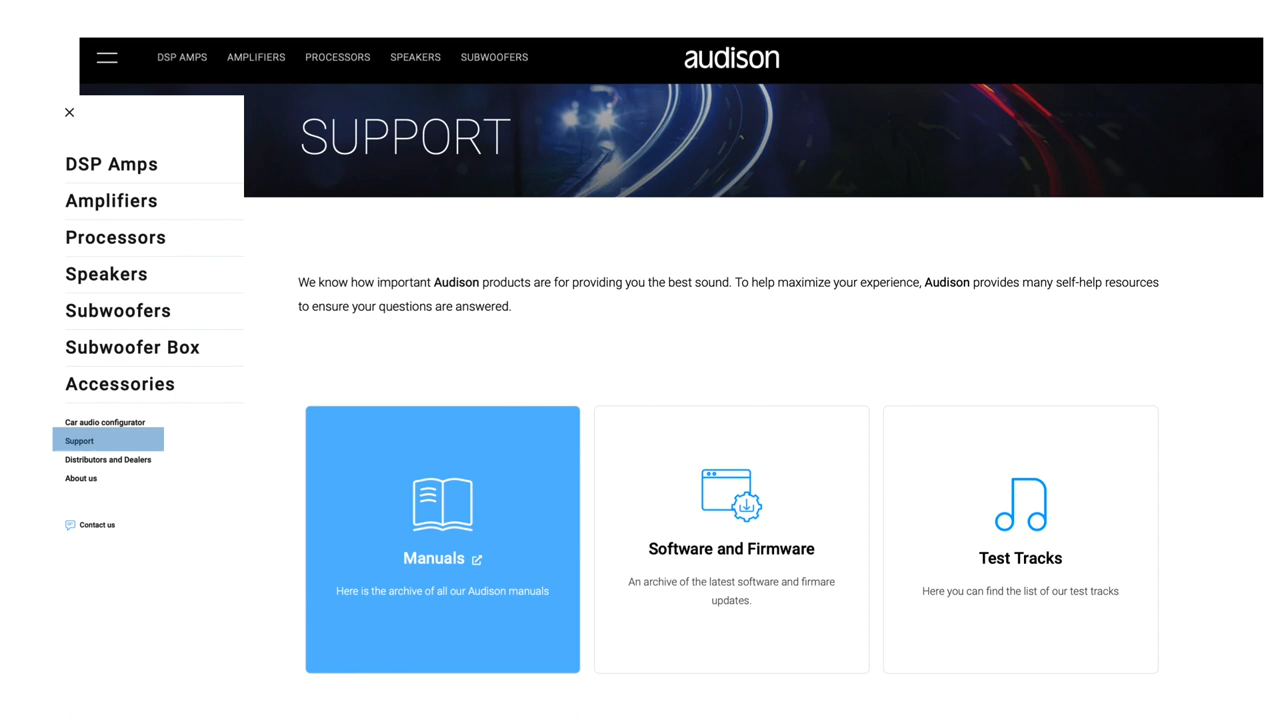 DSP AMPS AMPLIFIERS PROCESSORS SPEAKERS SUBWOOFERS audison
SUPPORT
DSP Amps
Amplifiers
Processors
Speakers
Subwoofers
Subwoofer Box
Accessories
Car audio configurator
Support
Distributors and Dealers
About us
Contact us
We know how important Audison products are for providing you the best sound. To help maximize your experience, Audison provides many self-help resources
to ensure your questions are answered.
Manuals
Here is the archive of all our Audison manuals
Software and Firmware
An archive of the latest software and firmare
updates.
Test Tracks
Here you can find the list of our test tracks